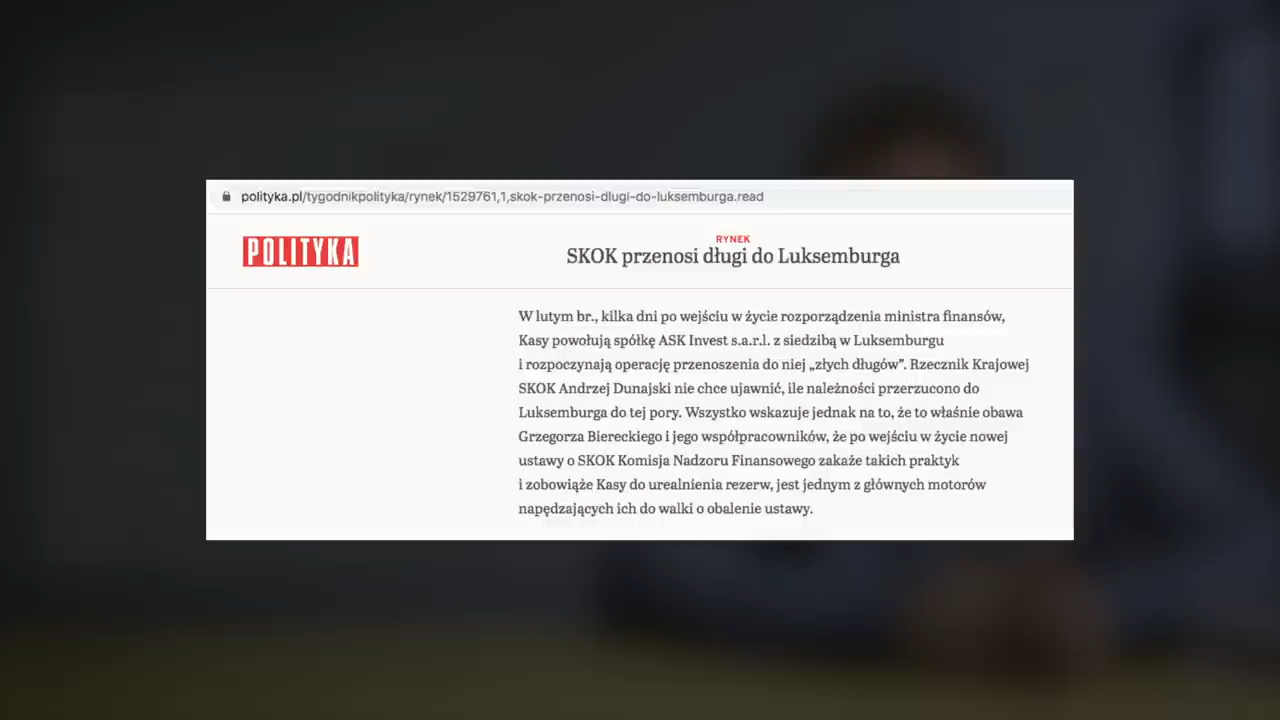 polityka.pl/tygodnikpolityka/rynek/1529761,1,skok-przenosi-dlugi-do-luksemburga.read
POLITYKA
RYNEK
SKOK przenosi długi do Luksemburga
W lutym br., kilka dni po wejściu w życie rozporządzenia ministra finansów,
Kasy powołują spółkę ASK Invest s.a.r.l. z siedzibą w Luksemburgu
i rozpoczynają operację przenoszenia do niej „złych długów”. Rzecznik Krajowej
SKOK Andrzej Dunajski nie chce ujawnić, ile należności przerzucono do
Luksemburga do tej pory. Wszystko wskazuje jednak na to, że to właśnie obawa
Grzegorza Biereckiego i jego współpracowników, że po wejściu w życie nowej
ustawy o SKOK Komisja Nadzoru Finansowego zakaże takich praktyk
i zobowiąże Kasy do urealnienia rezerw, jest jednym z głównych motorów
napędzających ich do walki o obalenie ustawy.